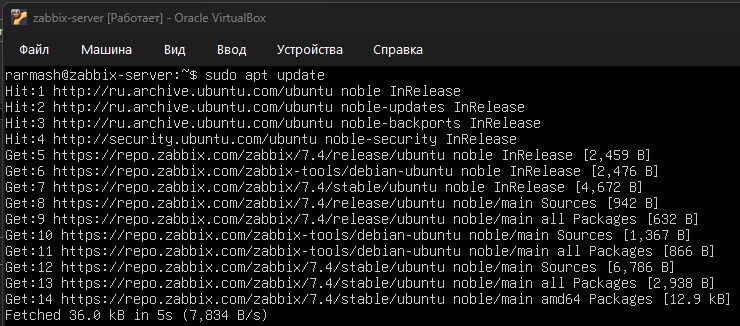 zabbix-server [Работает] - Oracle VirtualBox
Файл Машина Вид Ввод Устройства Справка
rarmash@zabbix-server:~$ sudo apt update
Hit:1 http://ru.archive.ubuntu.com/ubuntu noble InRelease
Hit:2 http://ru.archive.ubuntu.com/ubuntu noble-updates InRelease
Hit:3 http://ru.archive.ubuntu.com/ubuntu noble-backports InRelease
Hit:4 http://security.ubuntu.com/ubuntu noble-security InRelease
Get:5 https://repo.zabbix.com/zabbix/7.4/release/ubuntu noble InRelease [2,459 B]
Get:6 https://repo.zabbix.com/zabbix-tools/debian-ubuntu noble InRelease [2,476 B]
Get:7 https://repo.zabbix.com/zabbix/7.4/stable/ubuntu noble InRelease [4,672 B]
Get:8 https://repo.zabbix.com/zabbix/7.4/release/ubuntu noble/main Sources [942 B]
Get:9 https://repo.zabbix.com/zabbix/7.4/release/ubuntu noble/main all Packages [632 B]
Get:10 https://repo.zabbix.com/zabbix-tools/debian-ubuntu noble/main Sources [1,367 B]
Get:11 https://repo.zabbix.com/zabbix-tools/debian-ubuntu noble/main all Packages [866 B]
Get:12 https://repo.zabbix.com/zabbix/7.4/stable/ubuntu noble/main Sources [6,786 B]
Get:13 https://repo.zabbix.com/zabbix/7.4/stable/ubuntu noble/main all Packages [2,938 B]
Get:14 https://repo.zabbix.com/zabbix/7.4/stable/ubuntu noble/main amd64 Packages [12.9 kB]
Fetched 36.0 kB in 5s (7,834 B/s)